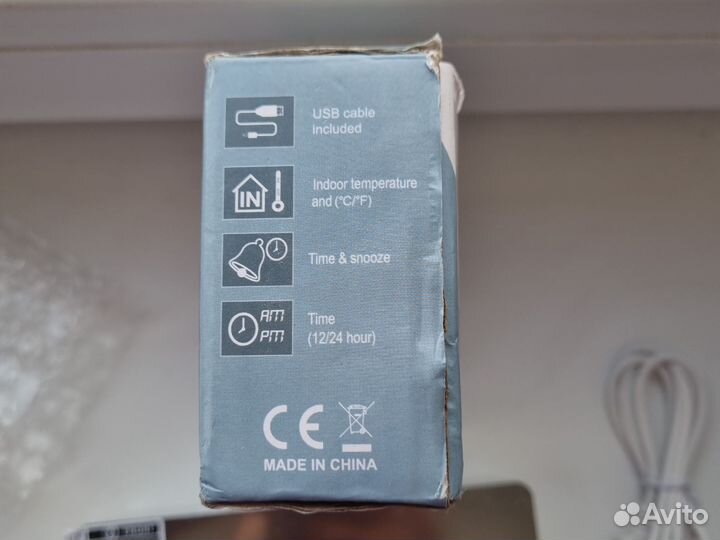 USB cable
included
IN
Indoor temperature
and (°C/°F)
Time & snooze
AM
PM
Time
(12/24 hour)
CE
MADE IN CHINA
Avito